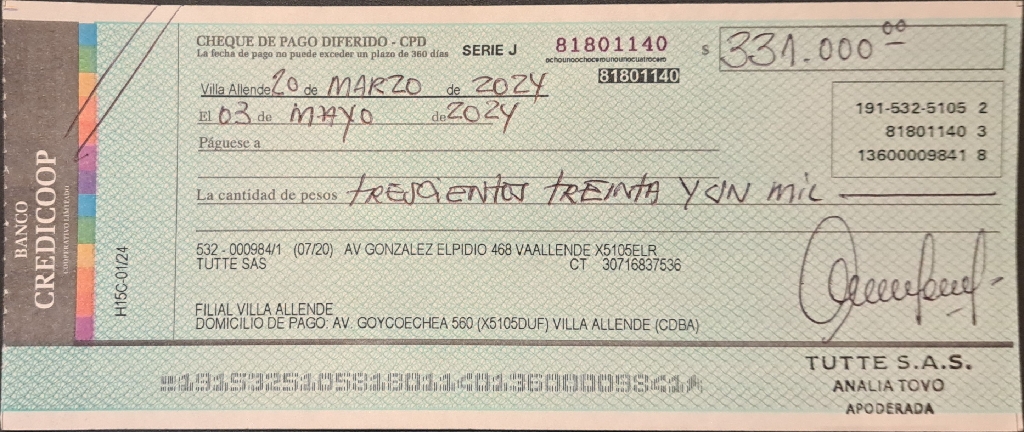 BANCO
CREDICOOP
COOPERATIVO LIMITADO
H15C-01/24
CHEQUE DE PAGO DIFERIDO - CPD
La fecha de pago no puede exceder un plazo de 360 días
SERIE J
81801140
ochounoochocerounounocuatrocero
81801140
$ 331.000 00
Villa Allende 20 de MARZO de 2024
El 03 de MAYO de 2024
Páguese a
191-532-5105 2
81801140 3
13600009841 8
La cantidad de pesos TRESCIENTOS TREINTA Y UN MIL
532 - 000984/1 (07/20) AV GONZALEZ ELPIDIO 468 VAALLENDE X5105ELR
TUTTE SAS CT 30716837536
FILIAL VILLA ALLENDE
DOMICILIO DE PAGO: AV. GOYCOECHEA 560 (X5105DUF) VILLA ALLENDE (CDBA)
TUTTE S.A.S.
ANALIA TOVO
APODERADA